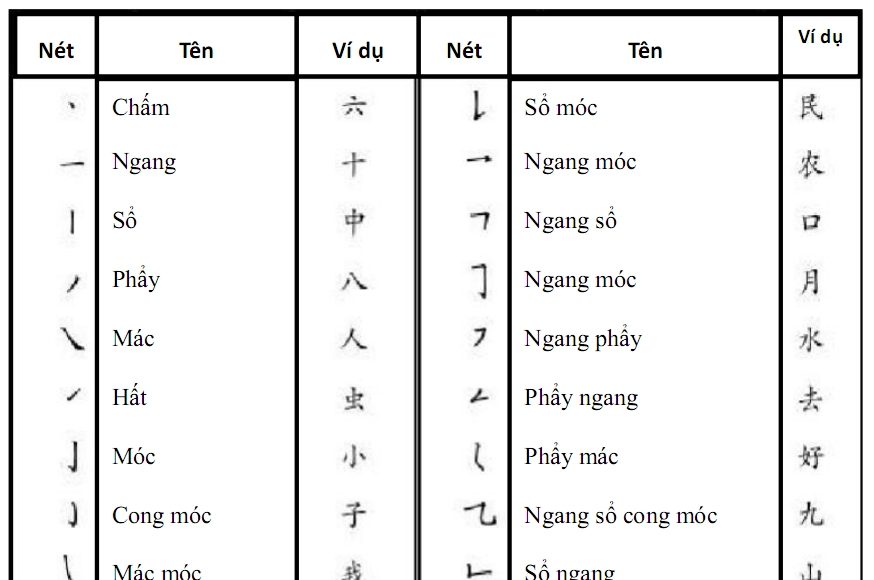 Nét Tên Ví dụ Nét Tên Ví dụ
丶 Chấm 六 𠄌 Sổ móc 民
一 Ngang 十 乛 Ngang móc 农
丨 Sổ 中 𠃍 Ngang sổ 口
丿 Phẩy 八 𠃌 Ngang móc 月
㇏ Mác 人 ㇇ Ngang phẩy 水
㇀ Hất 虫 𠃋 Phẩy ngang 去
亅 Móc 小 𡿨 Phẩy mác 好
㇁ Cong móc 子 ⺄ Ngang sổ cong móc 九
㇂ Mác móc 我 𠃊 Sổ ngang 山